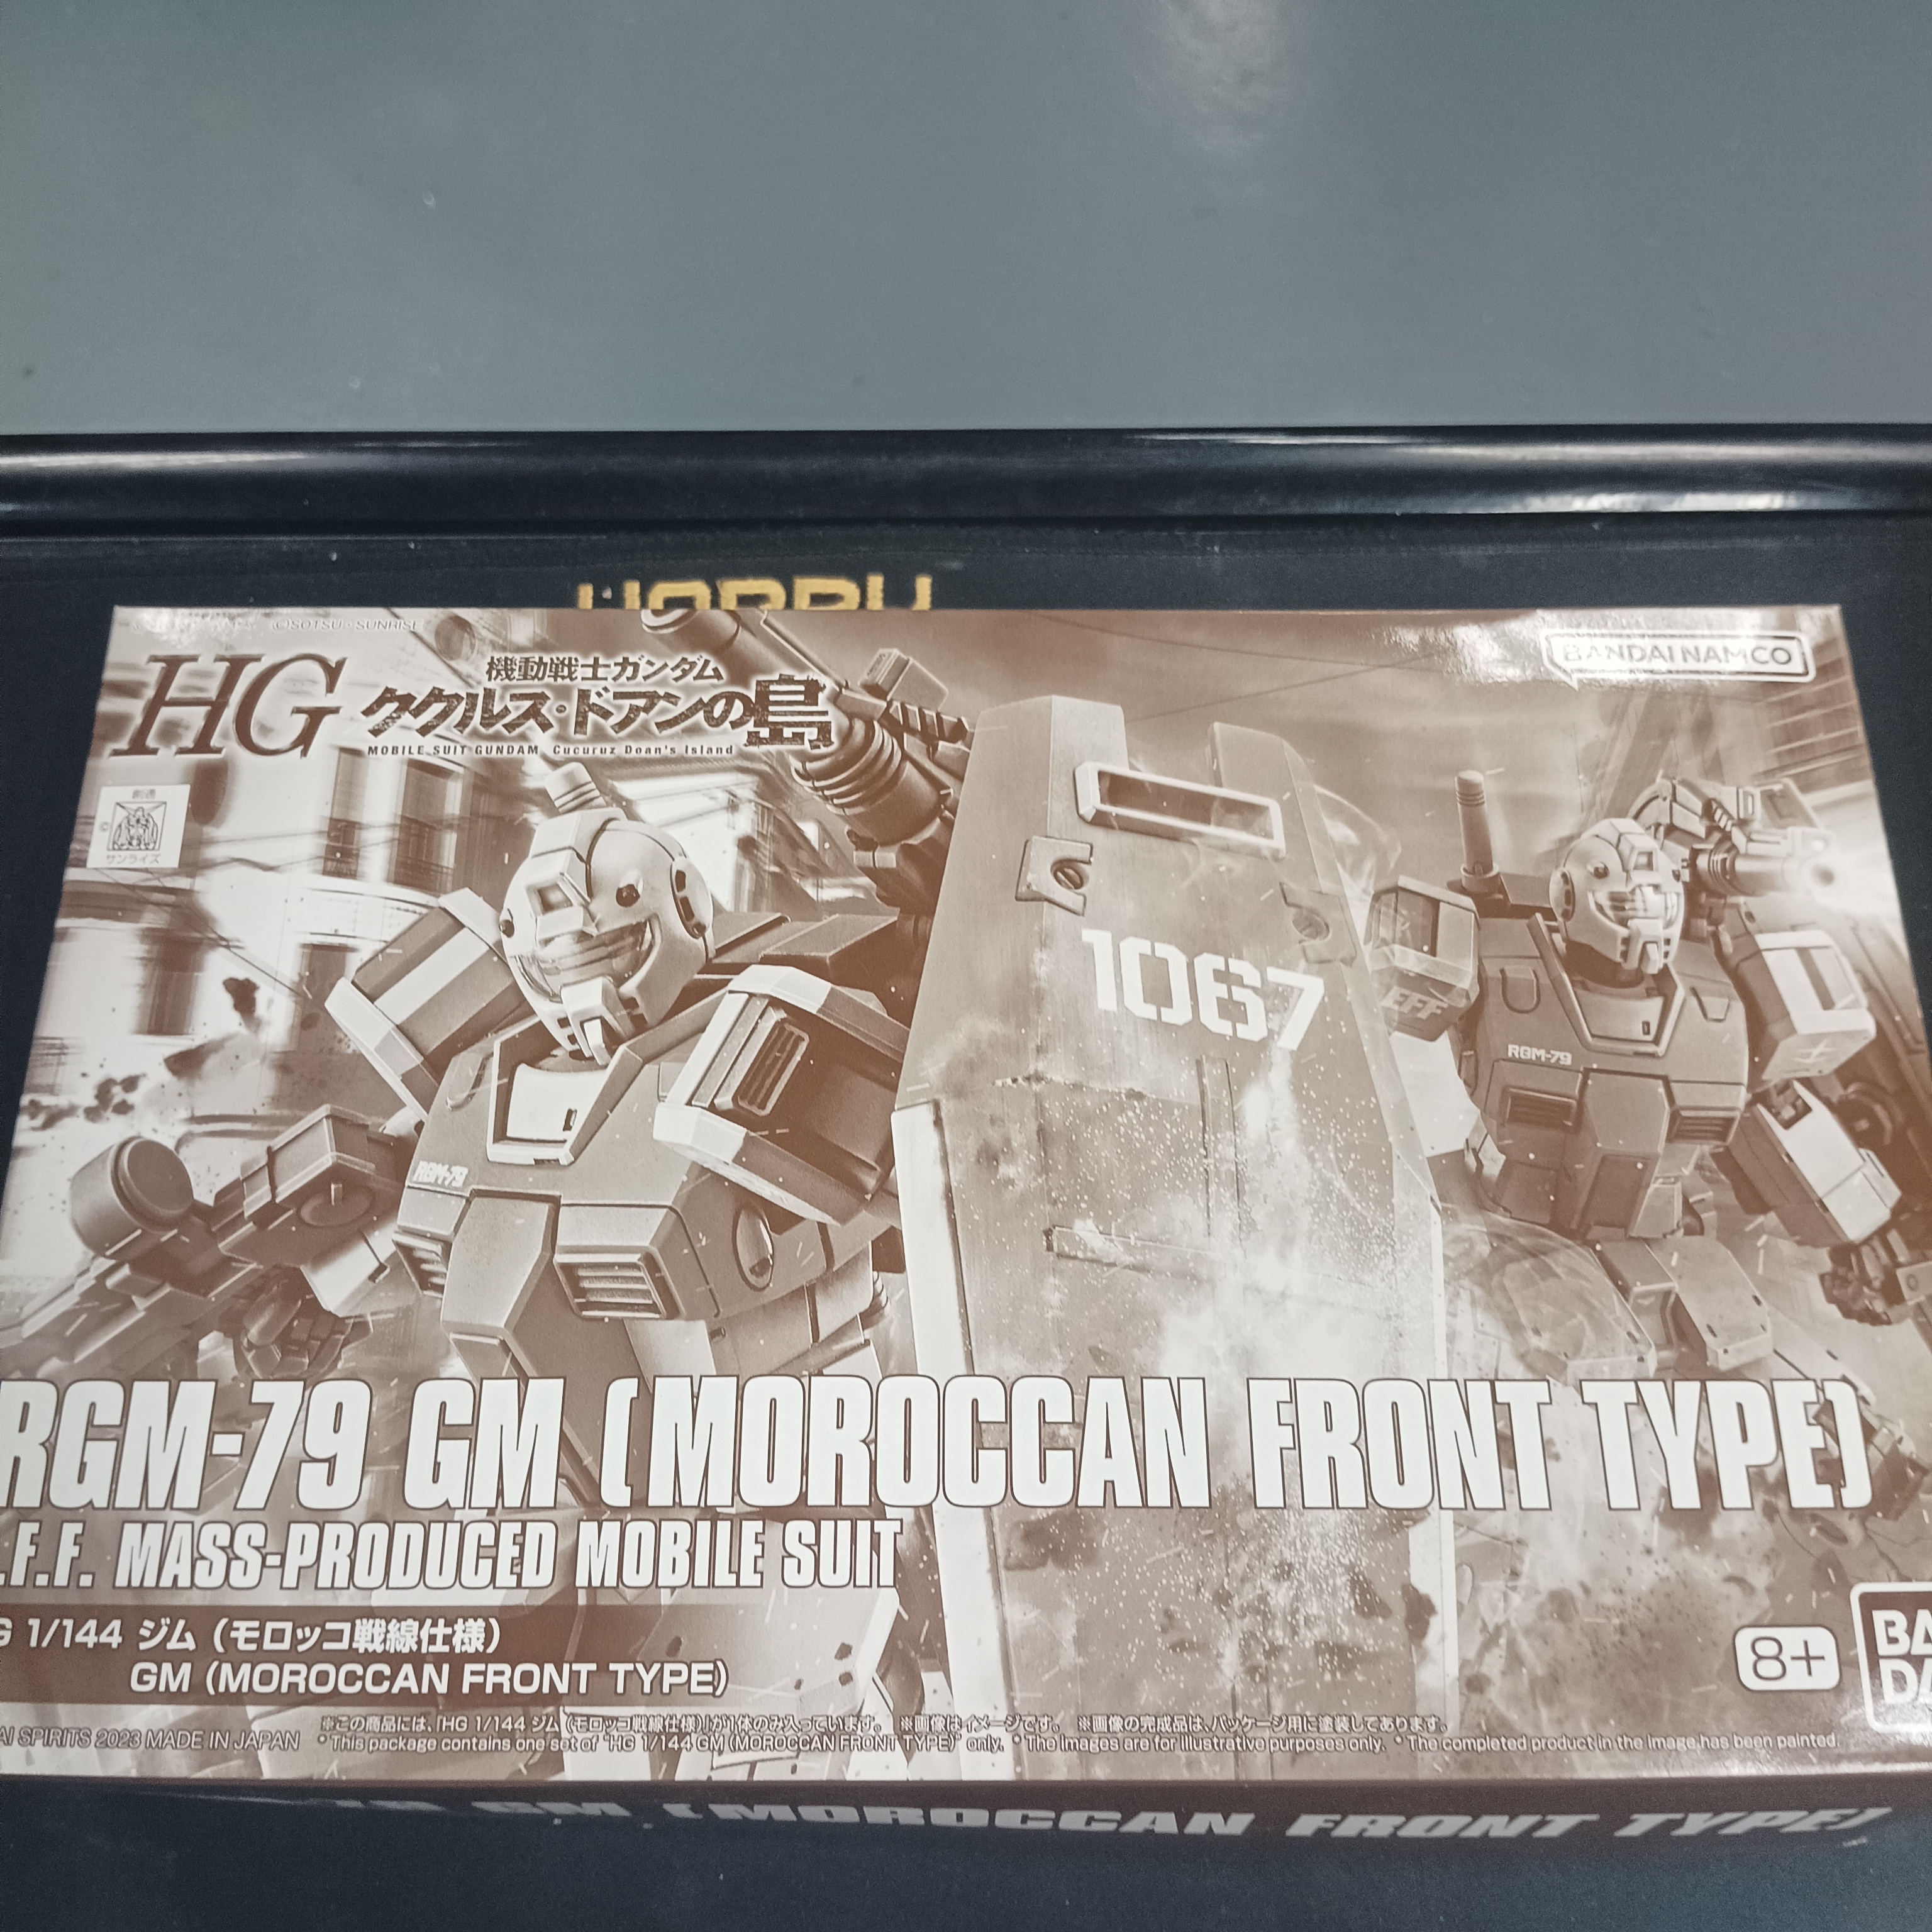 HOBBY
©SOTSU・SUNRISE
HG
機動戦士ガンダム
ククルス・ドアンの島
MOBILE SUIT GUNDAM Cucuruz Doan's Island
BANDAI NAMCO
創通
©
サンライズ
1067
EFF
RGM-79
RGM-79
RGM-79 GM (MOROCCAN FRONT TYPE)
.F.F. MASS-PRODUCED MOBILE SUIT
G 1/144 ジム（モロッコ戦線仕様）
GM (MOROCCAN FRONT TYPE)
8+
BA
DA
AI SPIRITS 2023 MADE IN JAPAN
※この商品には、「HG 1/144 ジム（モロッコ戦線仕様）」が1体のみ入っています。 ※画像はイメージです。 ※画像の完成品は、パッケージ用に塗装してあります。
*This package contains one set of "HG 1/144 GM (MOROCCAN FRONT TYPE)" only. *The images are for illustrative purposes only. *The completed product in the image has been painted.
GM (MOROCCAN FRONT TYPE)